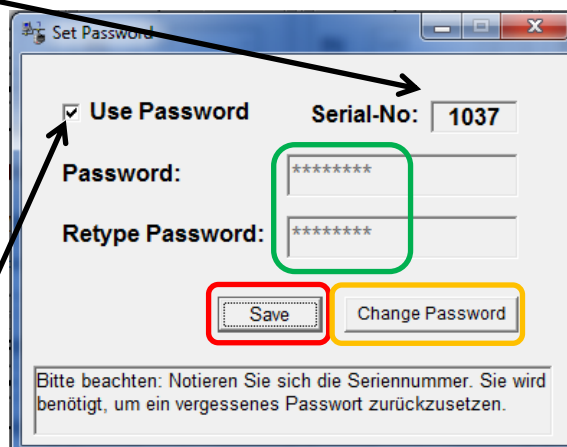 Set Password
Use Password Serial-No: 1037
Password: ********
Retype Password: ********
Save Change Password
Bitte beachten: Notieren Sie sich die Seriennummer. Sie wird
benötigt, um ein vergessenes Passwort zurückzusetzen.